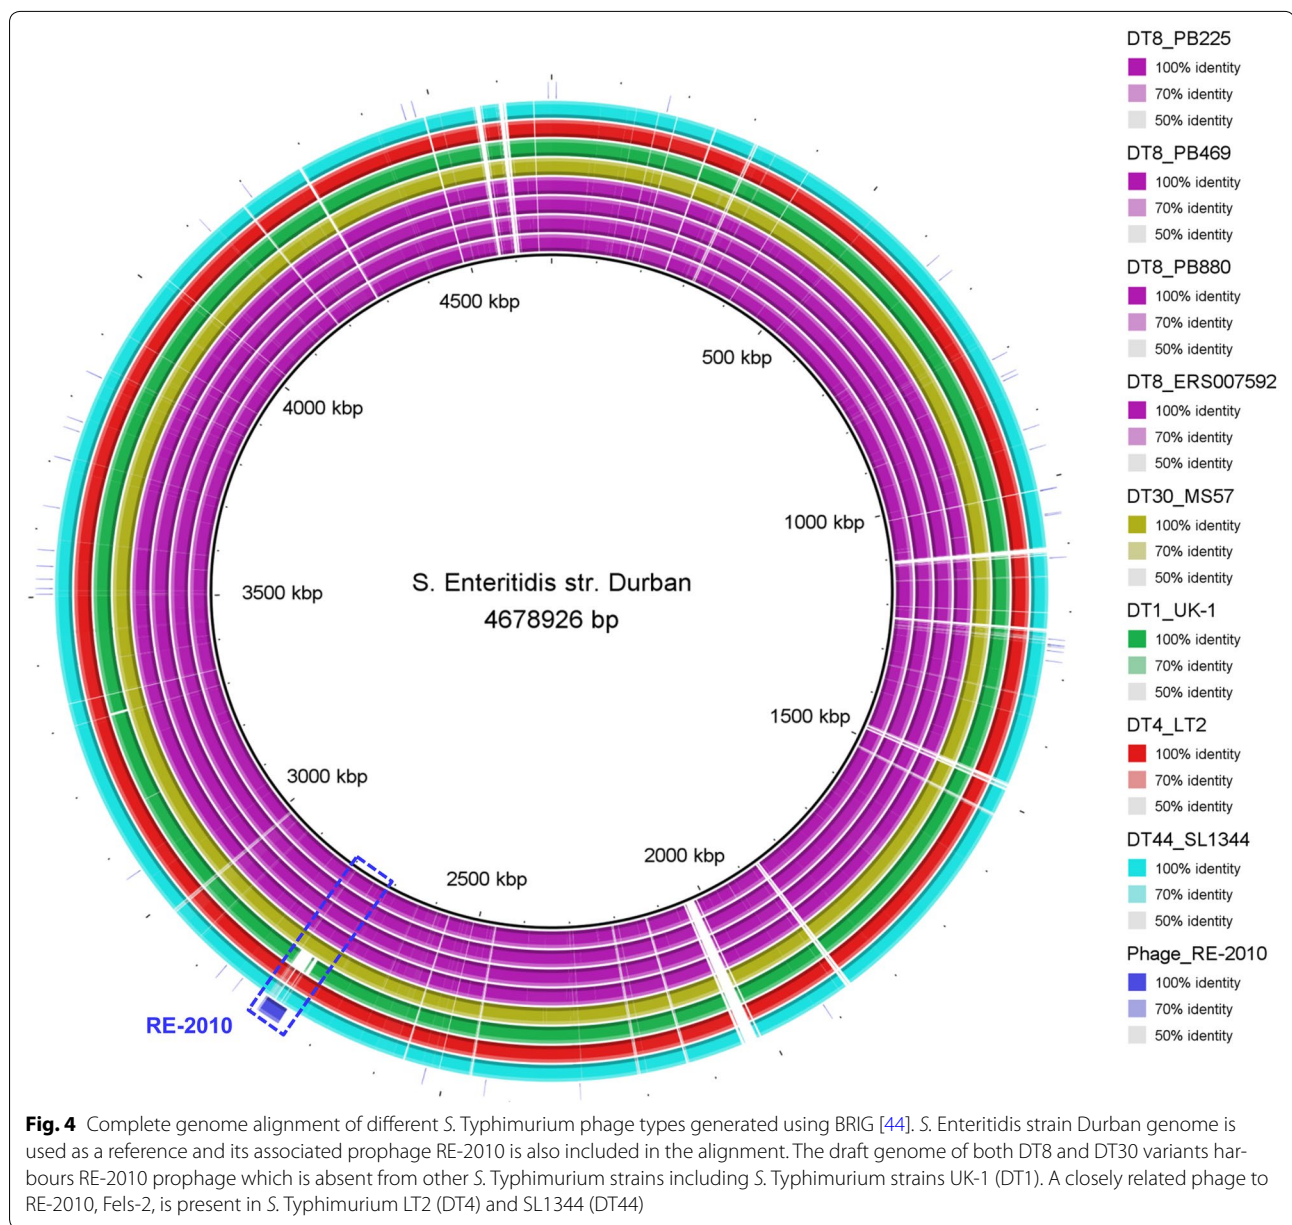 DT8_PB225
100% identity
70% identity
50% identity
DT8_PB469
100% identity
70% identity
50% identity
DT8_PB880
100% identity
70% identity
50% identity
DT8_ERS007592
100% identity
70% identity
50% identity
DT30_MS57
100% identity
70% identity
50% identity
DT1_UK-1
100% identity
70% identity
50% identity
DT4_LT2
100% identity
70% identity
50% identity
DT44_SL1344
100% identity
70% identity
50% identity
Phage_RE-2010
100% identity
70% identity
50% identity
4500 kbp
500 kbp
4000 kbp
1000 kbp
3500 kbp
S. Enteritidis str. Durban
4678926 bp
1500 kbp
3000 kbp
2000 kbp
2500 kbp
RE-2010
Fig. 4 Complete genome alignment of different S. Typhimurium phage types generated using BRIG [44]. S. Enteritidis strain Durban genome is
used as a reference and its associated prophage RE-2010 is also included in the alignment. The draft genome of both DT8 and DT30 variants har-
bours RE-2010 prophage which is absent from other S. Typhimurium strains including S. Typhimurium strains UK-1 (DT1). A closely related phage to
RE-2010, Fels-2, is present in S. Typhimurium LT2 (DT4) and SL1344 (DT44)